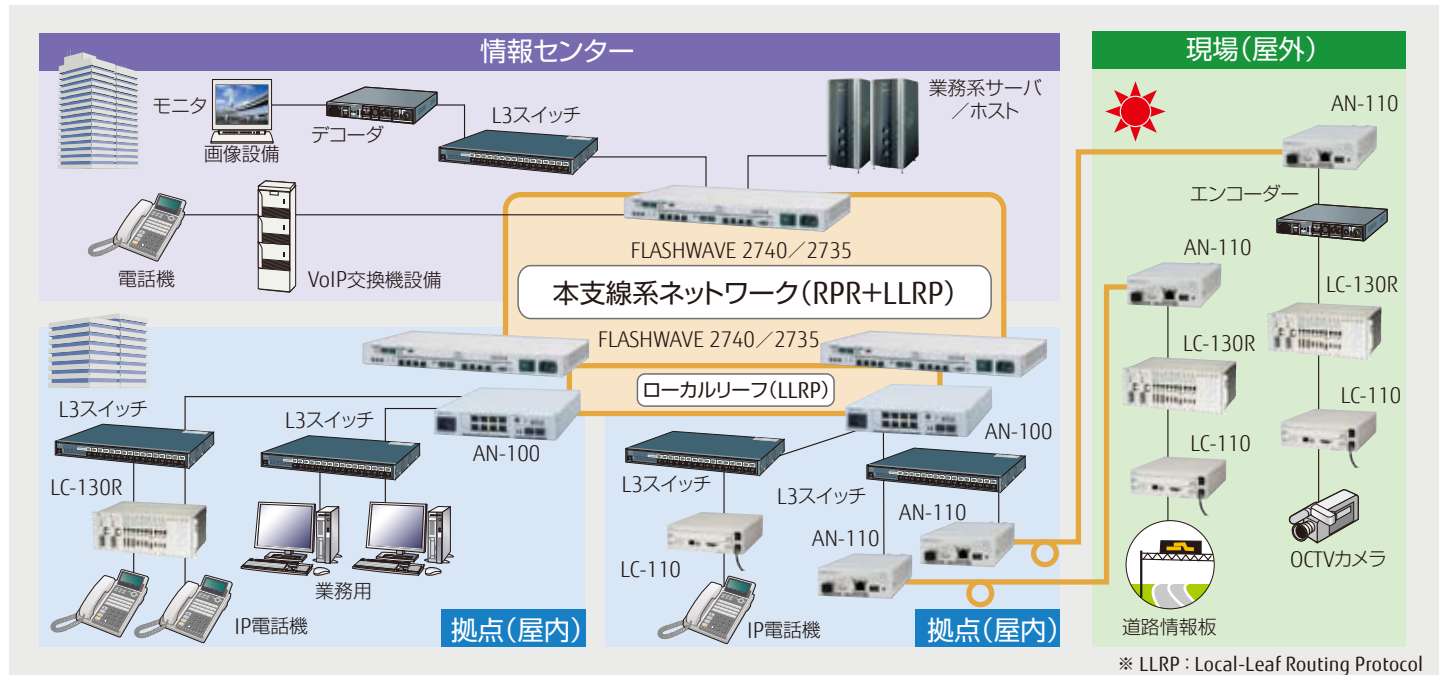 情報センター
モニタ
画像設備
デコーダ
L3スイッチ
業務系サーバ
／ホスト
電話機
VoIP交換機設備
FLASHWAVE 2740／2735
本支線系ネットワーク（RPR+LLRP）
FLASHWAVE 2740／2735
ローカルリーフ（LLRP）
L3スイッチ
L3スイッチ
AN-100
LC-130R
業務用
IP電話機
拠点（屋内）
AN-100
L3スイッチ
L3スイッチ
AN-110
AN-110
LC-110
IP電話機
拠点（屋内）
現場（屋外）
AN-110
エンコーダー
AN-110
LC-130R
LC-130R
LC-110
LC-110
OCTVカメラ
道路情報板
※ LLRP：Local-Leaf Routing Protocol